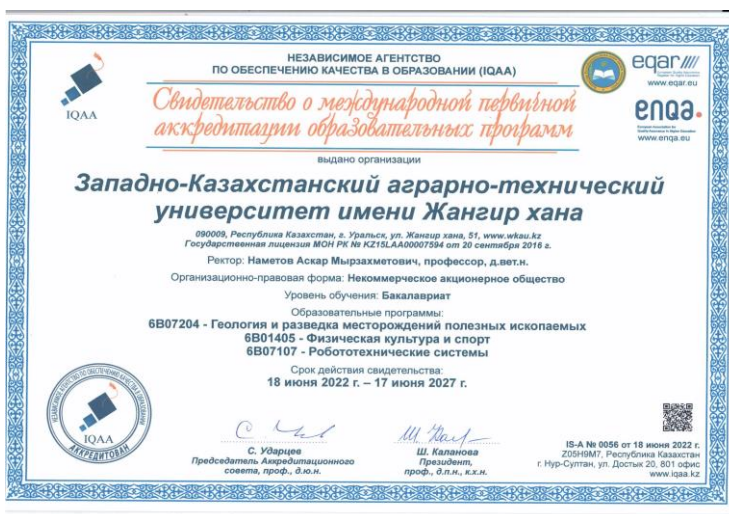 НЕЗАВИСИМОЕ АГЕНТСТВО
ПО ОБЕСПЕЧЕНИЮ КАЧЕСТВА В ОБРАЗОВАНИИ (IQAA)
IQAA
eqar////
www.eqar.eu
enqa.
www.enqa.eu
Свидетельство о международной первичной
аккредитации образовательных программ
выдано организации
Западно-Казахстанский аграрно-технический
университет имени Жангир хана
090009, Республика Казахстан, г. Уральск, ул. Жангир хана, 51, www.wkau.kz
Государственная лицензия МОН РК № KZ15LAA00007594 от 20 сентября 2016 г.
Ректор: Наметов Аскар Мырзахметович, профессор, д.вет.н.
Организационно-правовая форма: Некоммерческое акционерное общество
Уровень обучения: Бакалавриат
Образовательные программы:
6В07204 - Геология и разведка месторождений полезных ископаемых
6В01405 - Физическая культура и спорт
6В07107 - Робототехнические системы
Срок действия свидетельства:
18 июня 2022 г. – 17 июня 2027 г.
НЕЗАВИСИМОЕ АГЕНТСТВО ПО ОБЕСПЕЧЕНИЮ КАЧЕСТВА В ОБРАЗОВАНИИ
IQAA
АККРЕДИТОВАН
С. Ударцев
Председатель Аккредитационного
совета, проф., д.ю.н.
Ш. Каланова
Президент,
проф., д.п.н., к.х.н.
IS-A № 0056 от 18 июня 2022 г.
Z05H9M7, Республика Казахстан
г. Нур-Султан, ул. Достык 20, 801 офис
www.iqaa.kz